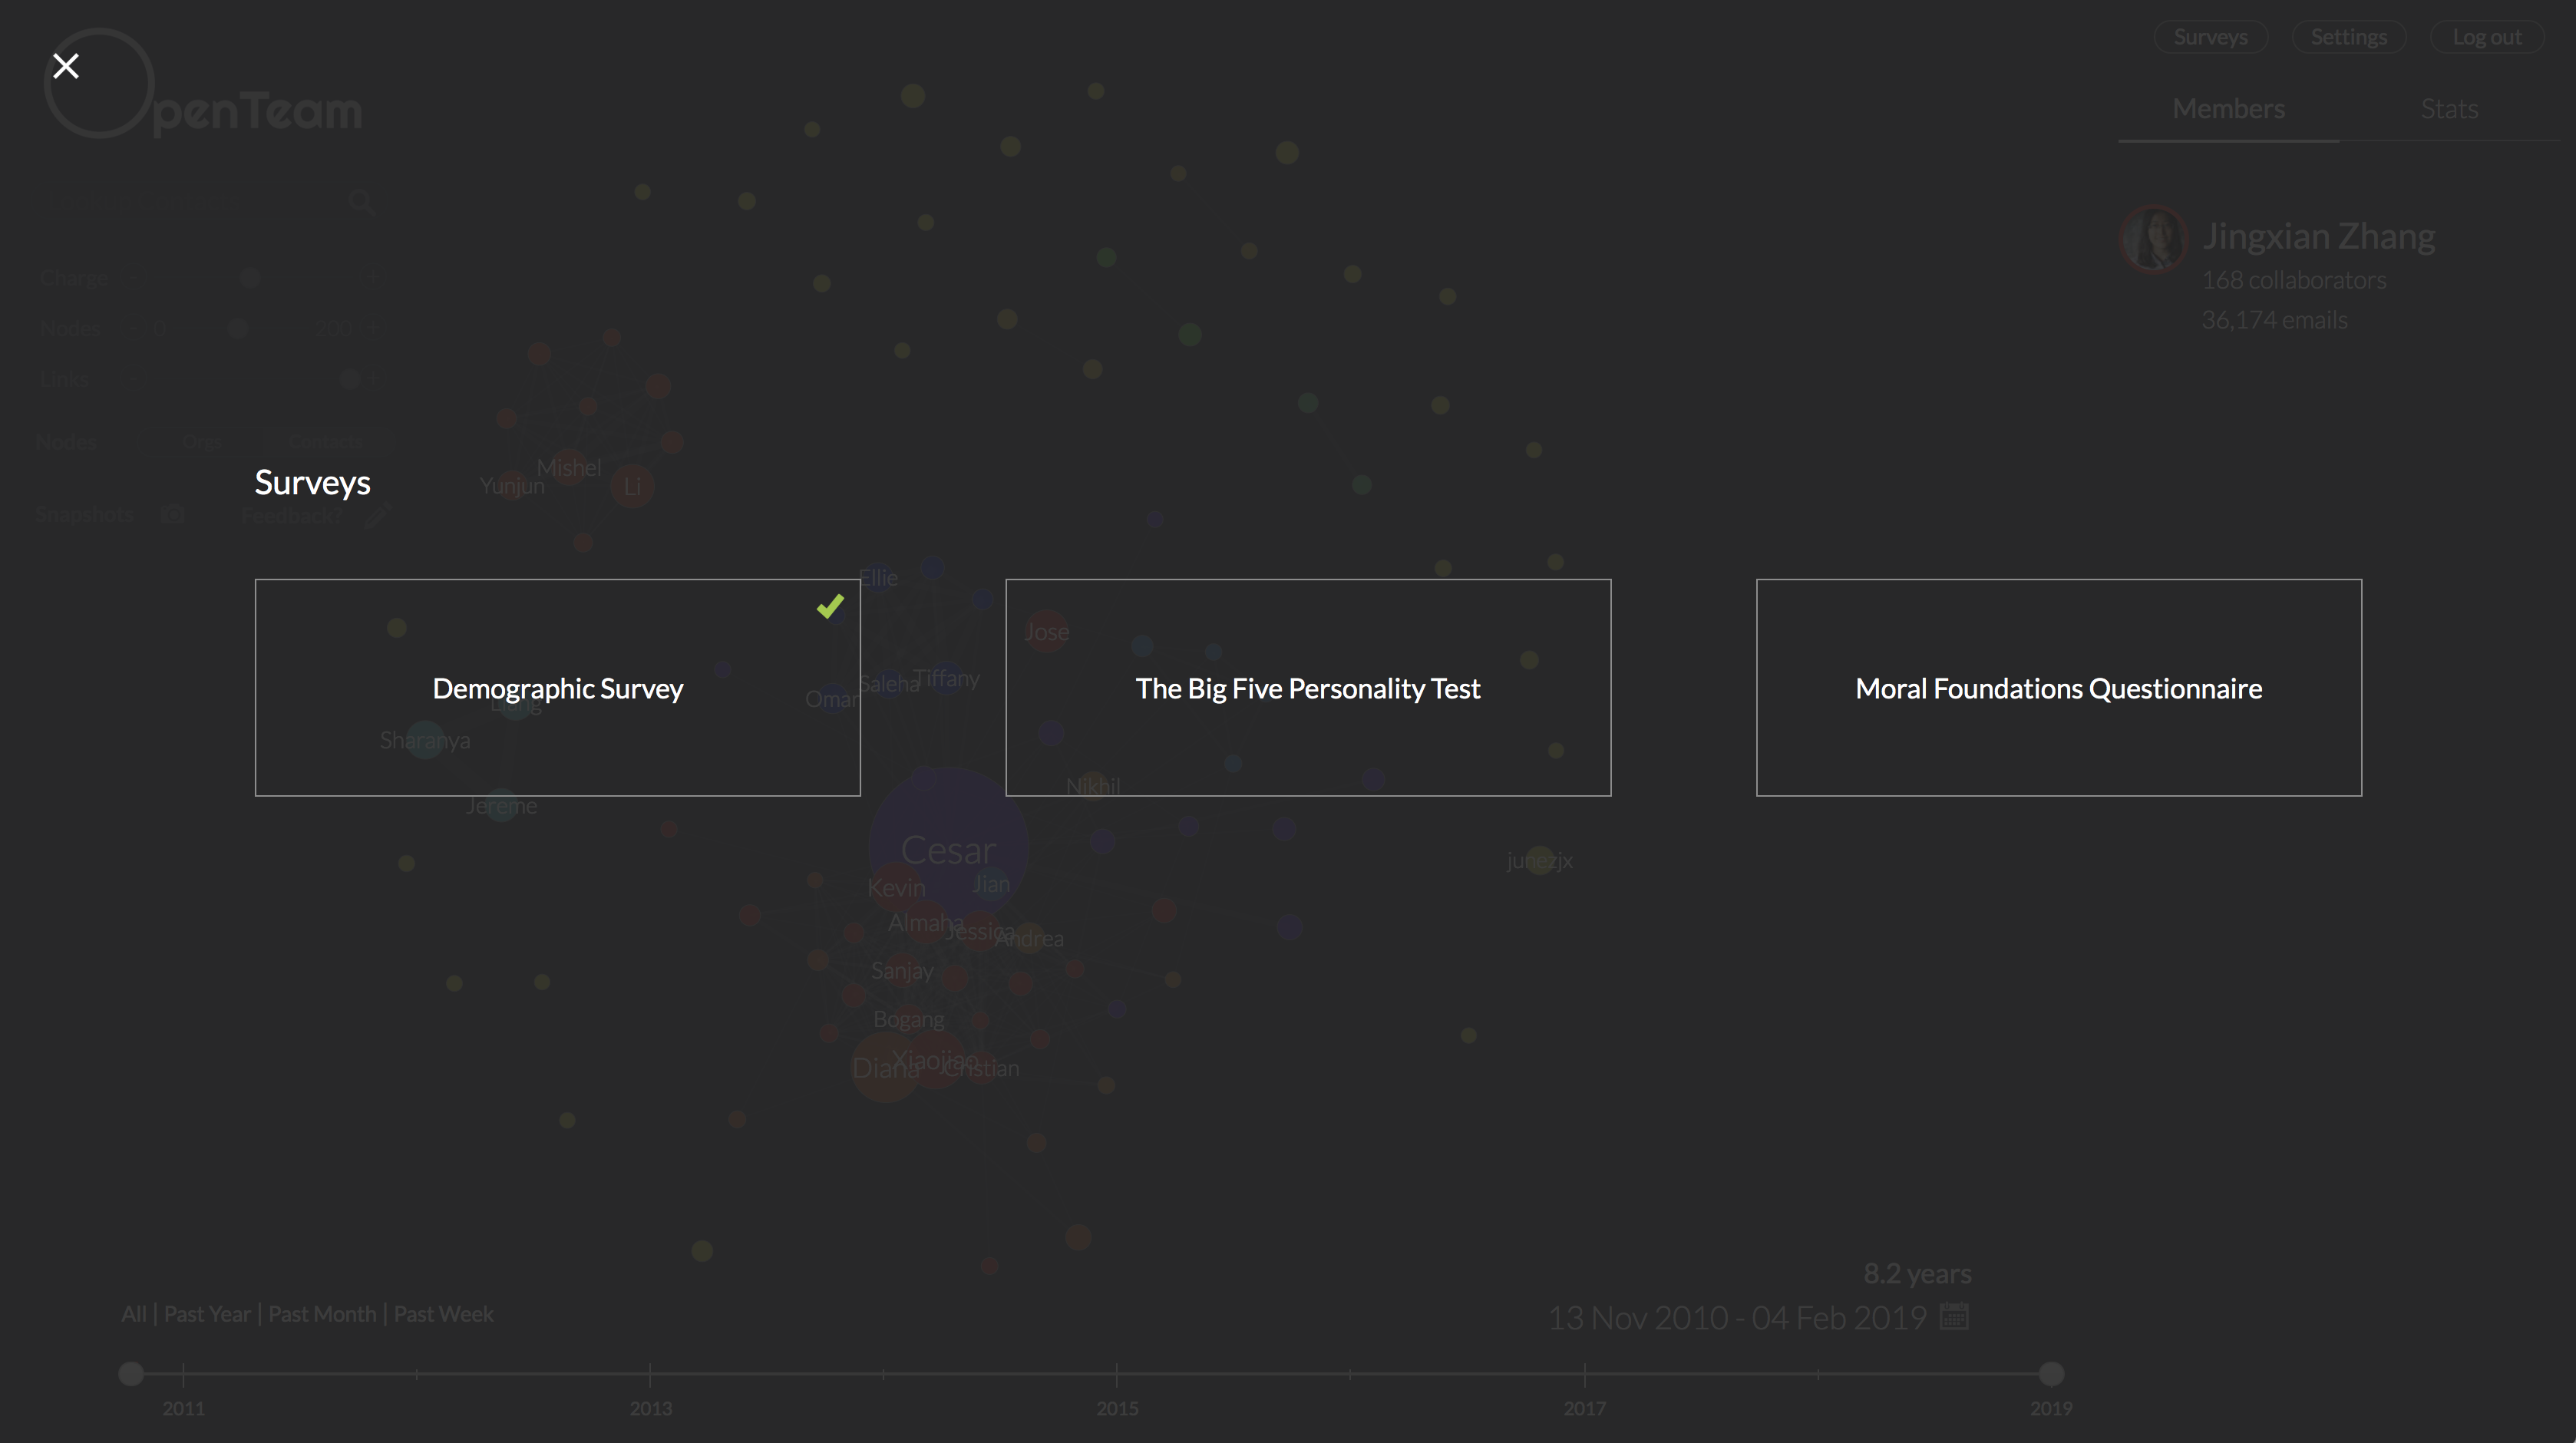 Surveys
Settings
Log out
penTeam
Members
Stats
Jingxian Zhang
168 collaborators
36,174 emails
Charge - +
Nodes - 0 200 +
Links - +
Nodes Orgs Contacts
Snapshots Feedback?
Surveys
Mishel
Yunjun
Li
Ellie
Jose
Saleha
Tiffany
Omar
Demographic Survey
The Big Five Personality Test
Moral Foundations Questionnaire
Sharanya
Jereme
Nikhil
Cesar
junezjx
Kevin
Jian
Almaha
Jessica
Andrea
Sanjay
Bogang
Xiaojiao
Diana
Cristian
8.2 years
All | Past Year | Past Month | Past Week
13 Nov 2010 - 04 Feb 2019
2011
2013
2015
2017
2019